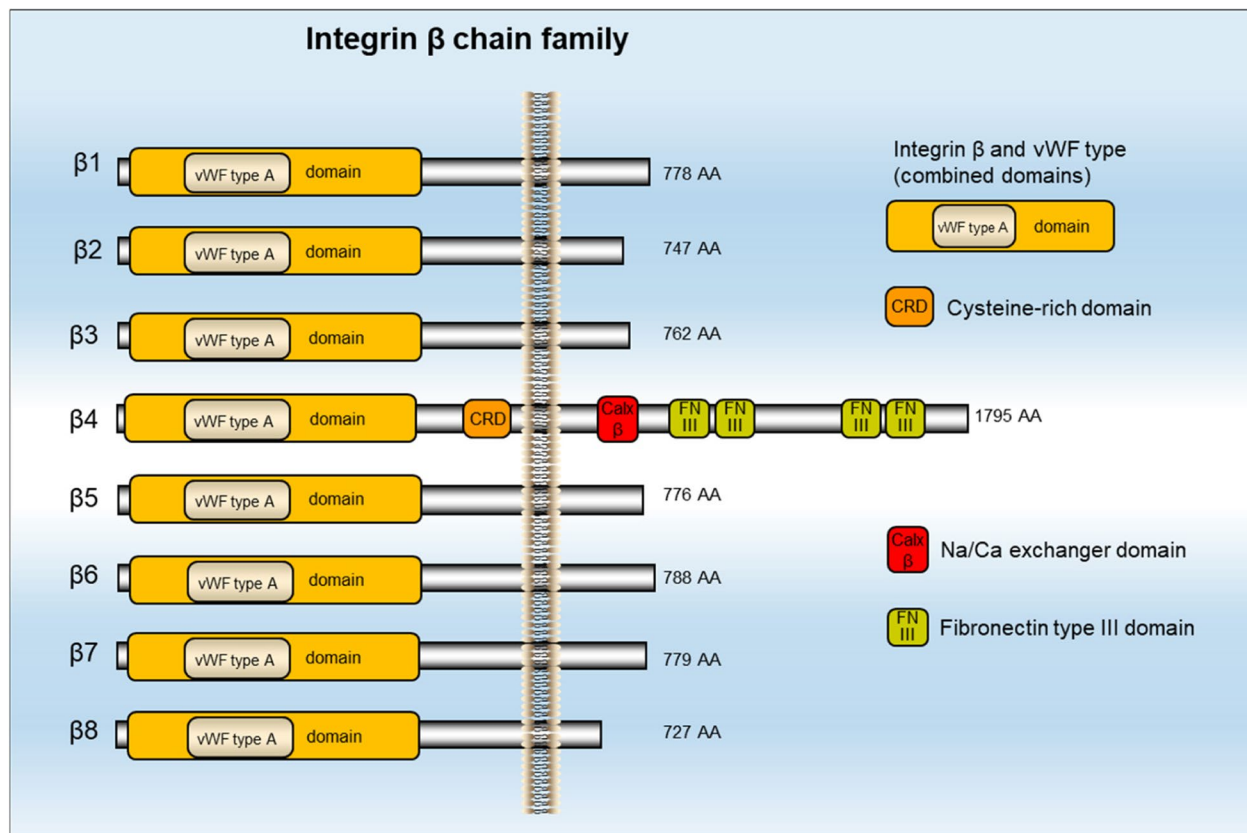 Integrin β chain family
β1
vWF type A domain
778 AA
β2
vWF type A domain
747 AA
β3
vWF type A domain
762 AA
β4
vWF type A domain
CRD
Calx
β
FN
III
FN
III
FN
III
FN
III
1795 AA
β5
vWF type A domain
776 AA
β6
vWF type A domain
788 AA
β7
vWF type A domain
779 AA
β8
vWF type A domain
727 AA
Integrin β and vWF type
(combined domains)
vWF type A domain
CRD Cysteine-rich domain
Calx
β
Na/Ca exchanger domain
FN
III
Fibronectin type III domain